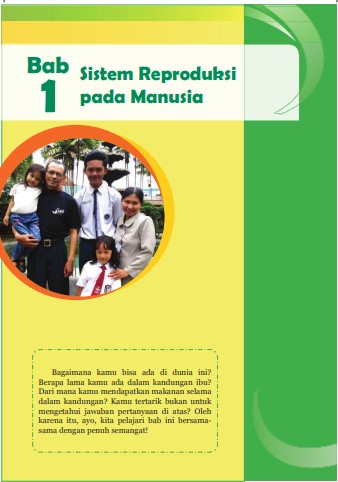 Bab
1
Sistem Reproduksi
pada Manusia
Bagaimana kamu bisa ada di dunia ini?
Berapa lama kamu ada dalam kandungan ibu?
Dari mana kamu mendapatkan makanan selama
dalam kandungan? Kamu tertarik bukan untuk
mengetahui jawaban pertanyaan di atas? Oleh
karena itu, ayo, kita pelajari bab ini bersama-
sama dengan penuh semangat!